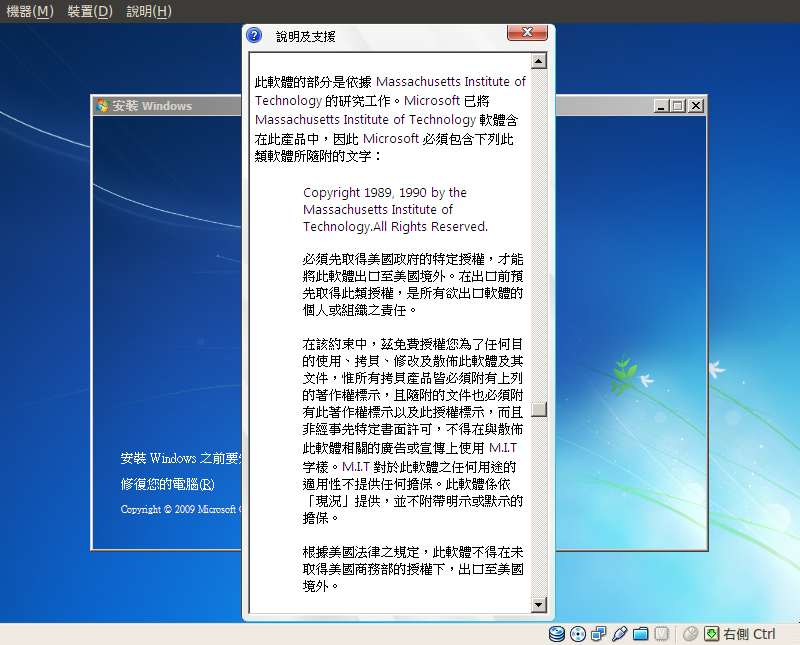 機器(M) 裝置(D) 說明(H)
說明及支援
安裝 Windows
此軟體的部分是依據 Massachusetts Institute of
Technology 的研究工作。Microsoft 已將
Massachusetts Institute of Technology 軟體含
在此產品中，因此 Microsoft 必須包含下列此
類軟體所隨附的文字：
Copyright 1989, 1990 by the
Massachusetts Institute of
Technology.All Rights Reserved.
必須先取得美國政府的特定授權，才能
將此軟體出口至美國境外。在出口前預
先取得此類授權，是所有欲出口軟體的
個人或組織之責任。
在該約束中，茲免費授權您為了任何目
的使用、拷貝、修改及散佈此軟體及其
文件，惟所有拷貝產品皆必須附有上列
的著作權標示，且隨附的文件也必須附
有此著作權標示以及此授權標示，而且
非經事先特定書面許可，不得在與散佈
此軟體相關的廣告或宣傳上使用 M.I.T
字樣。M.I.T 對於此軟體之任何用途的
適用性不提供任何擔保。此軟體係依
「現況」提供，並不附帶明示或默示的
擔保。
根據美國法律之規定，此軟體不得在未
取得美國商務部的授權下，出口至美國
境外。
安裝 Windows 之前要
修復您的電腦(R)
Copyright © 2009 Microsoft
右側 Ctrl